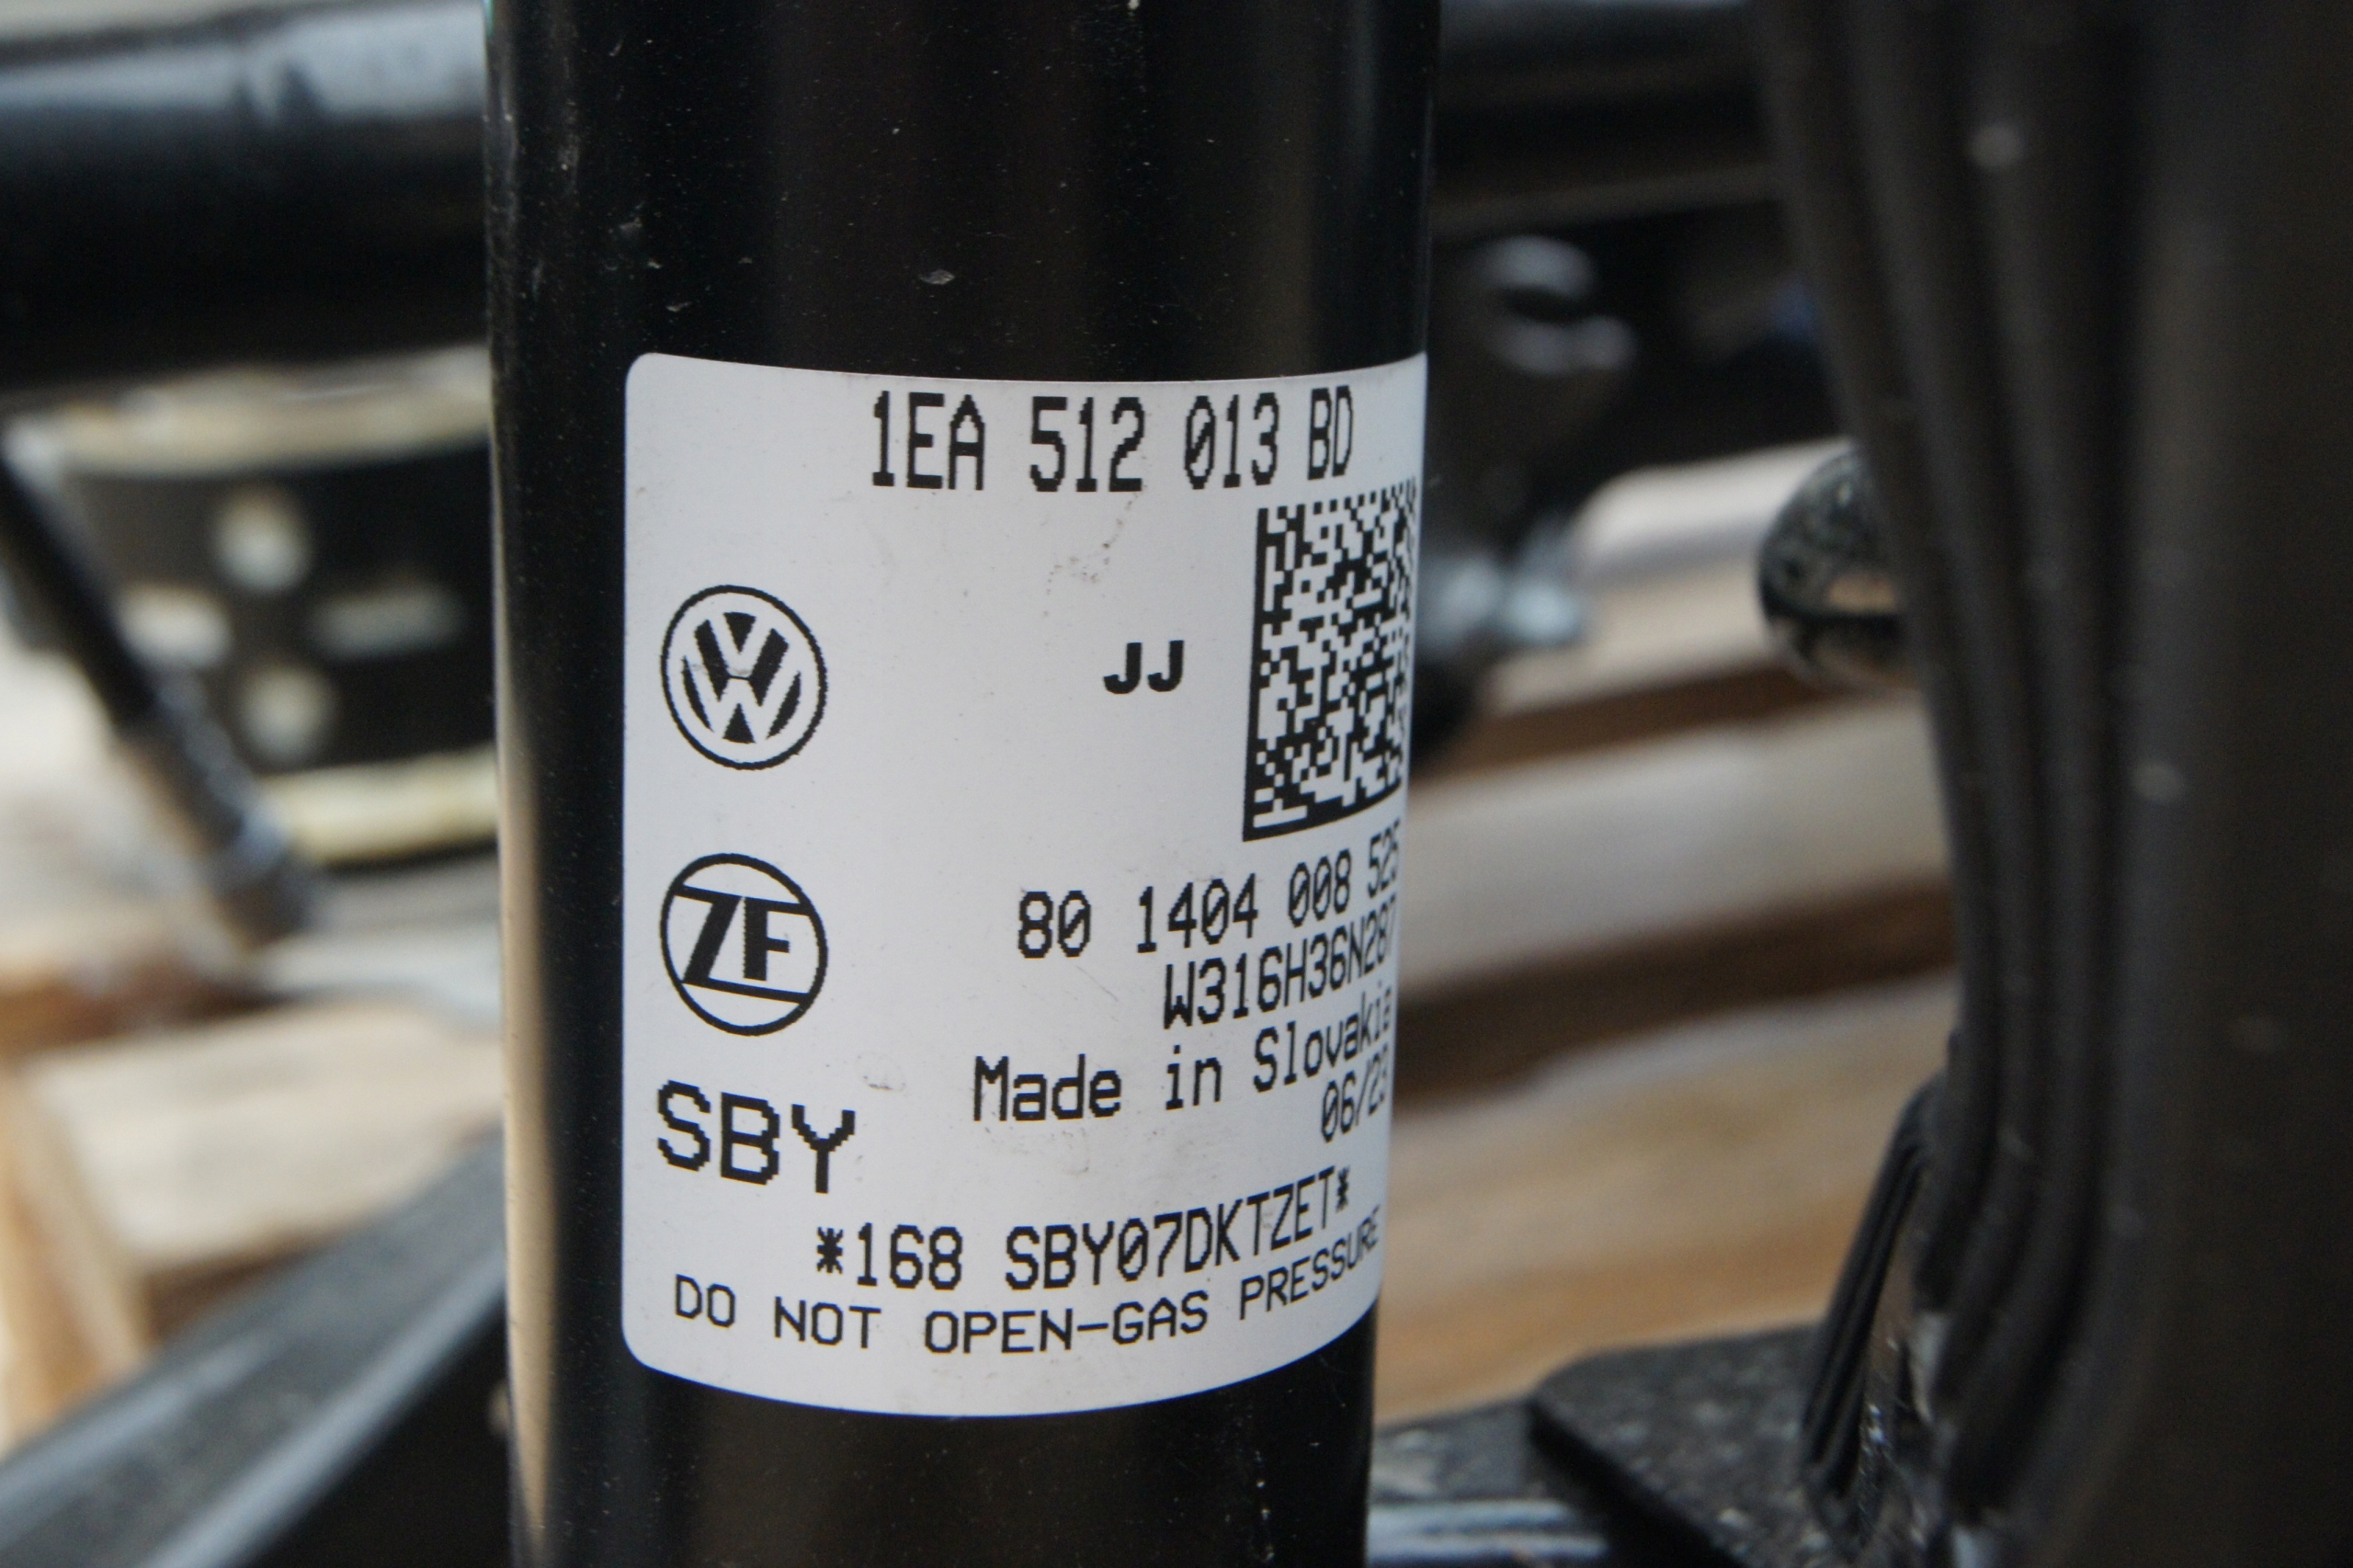 1EA 512 013 BD
JJ
80 1404 008 525
ZF
W316H36N287
Made in Slovakia
SBY
*168 SBY07DKTZET*
DO NOT OPEN-GAS PRESSURE